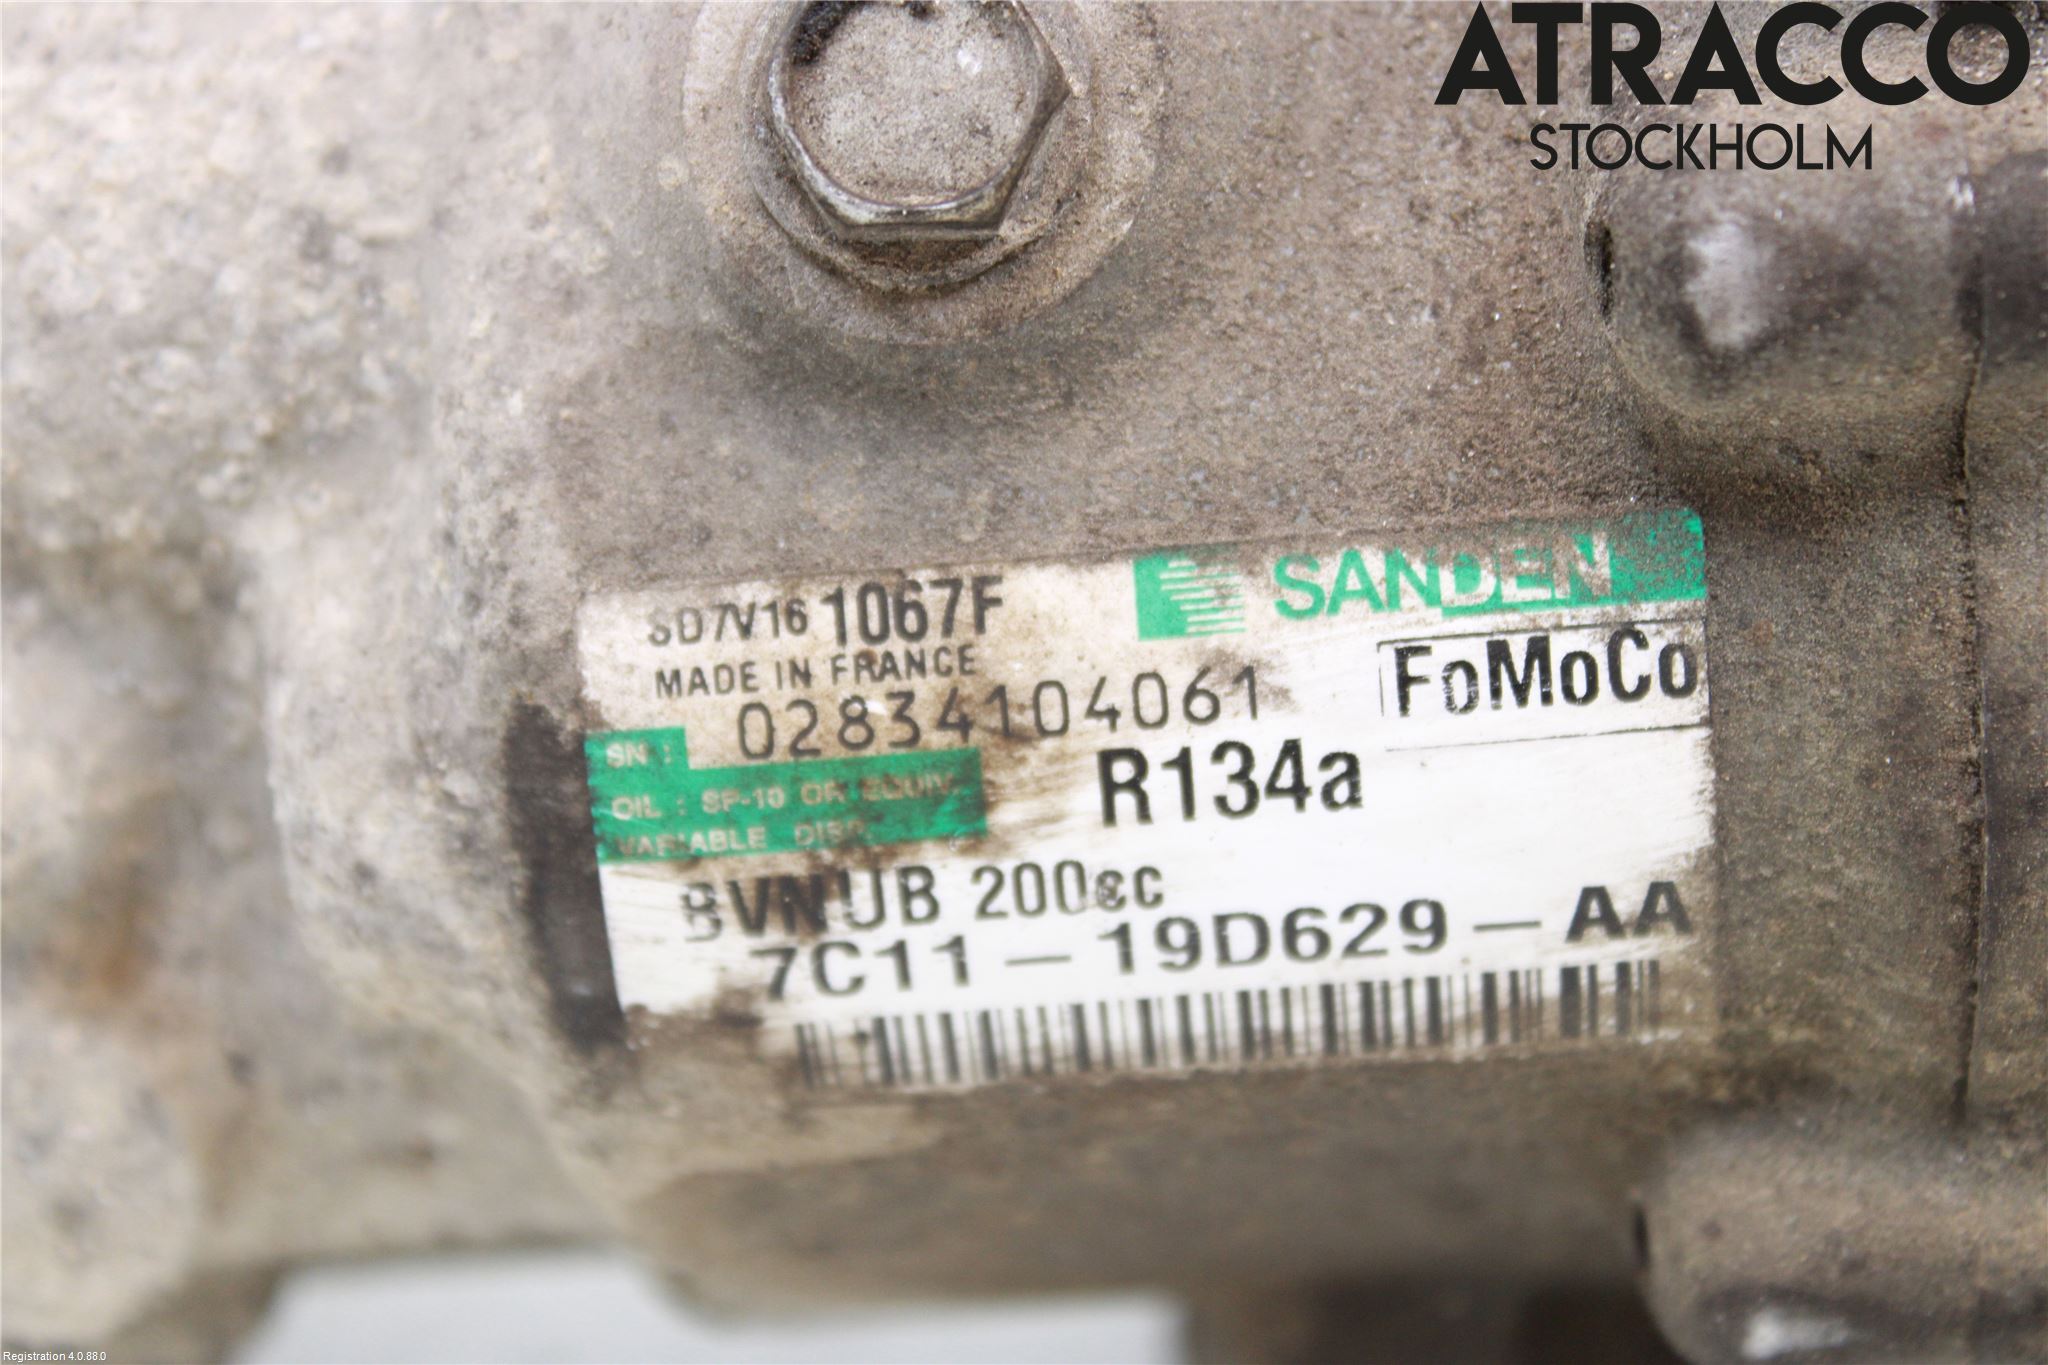 ATRACCO
STOCKHOLM
SANDEN
SD7V16 1067F
MADE IN FRANCE
FoMoCo
SN : 02834104061
OIL : SP-10 OR EQUIV.
R134a
VARIABLE DISP.
BVNUB 200cc
7C11-19D629-AA
Registration 4.0.88.0